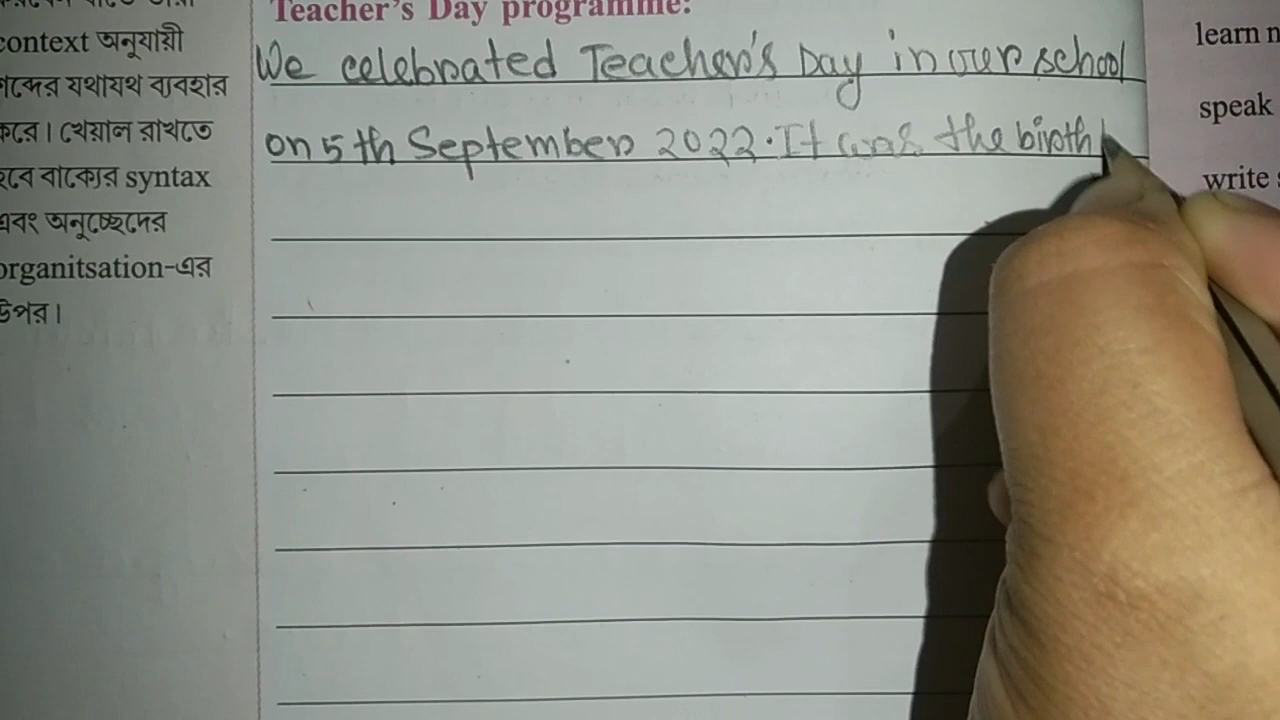 Teacher's Day programme:
We celebrated Teacher's Day in our school
on 5th September 2022. It was the birth
context অনুযায়ী
যথাযথ ব্যবহার
করে। খেয়াল রাখতে
হবে বাক্যের syntax
এবং অনুচ্ছেদের
organitsation-এর
উপর।
learn
speak
write